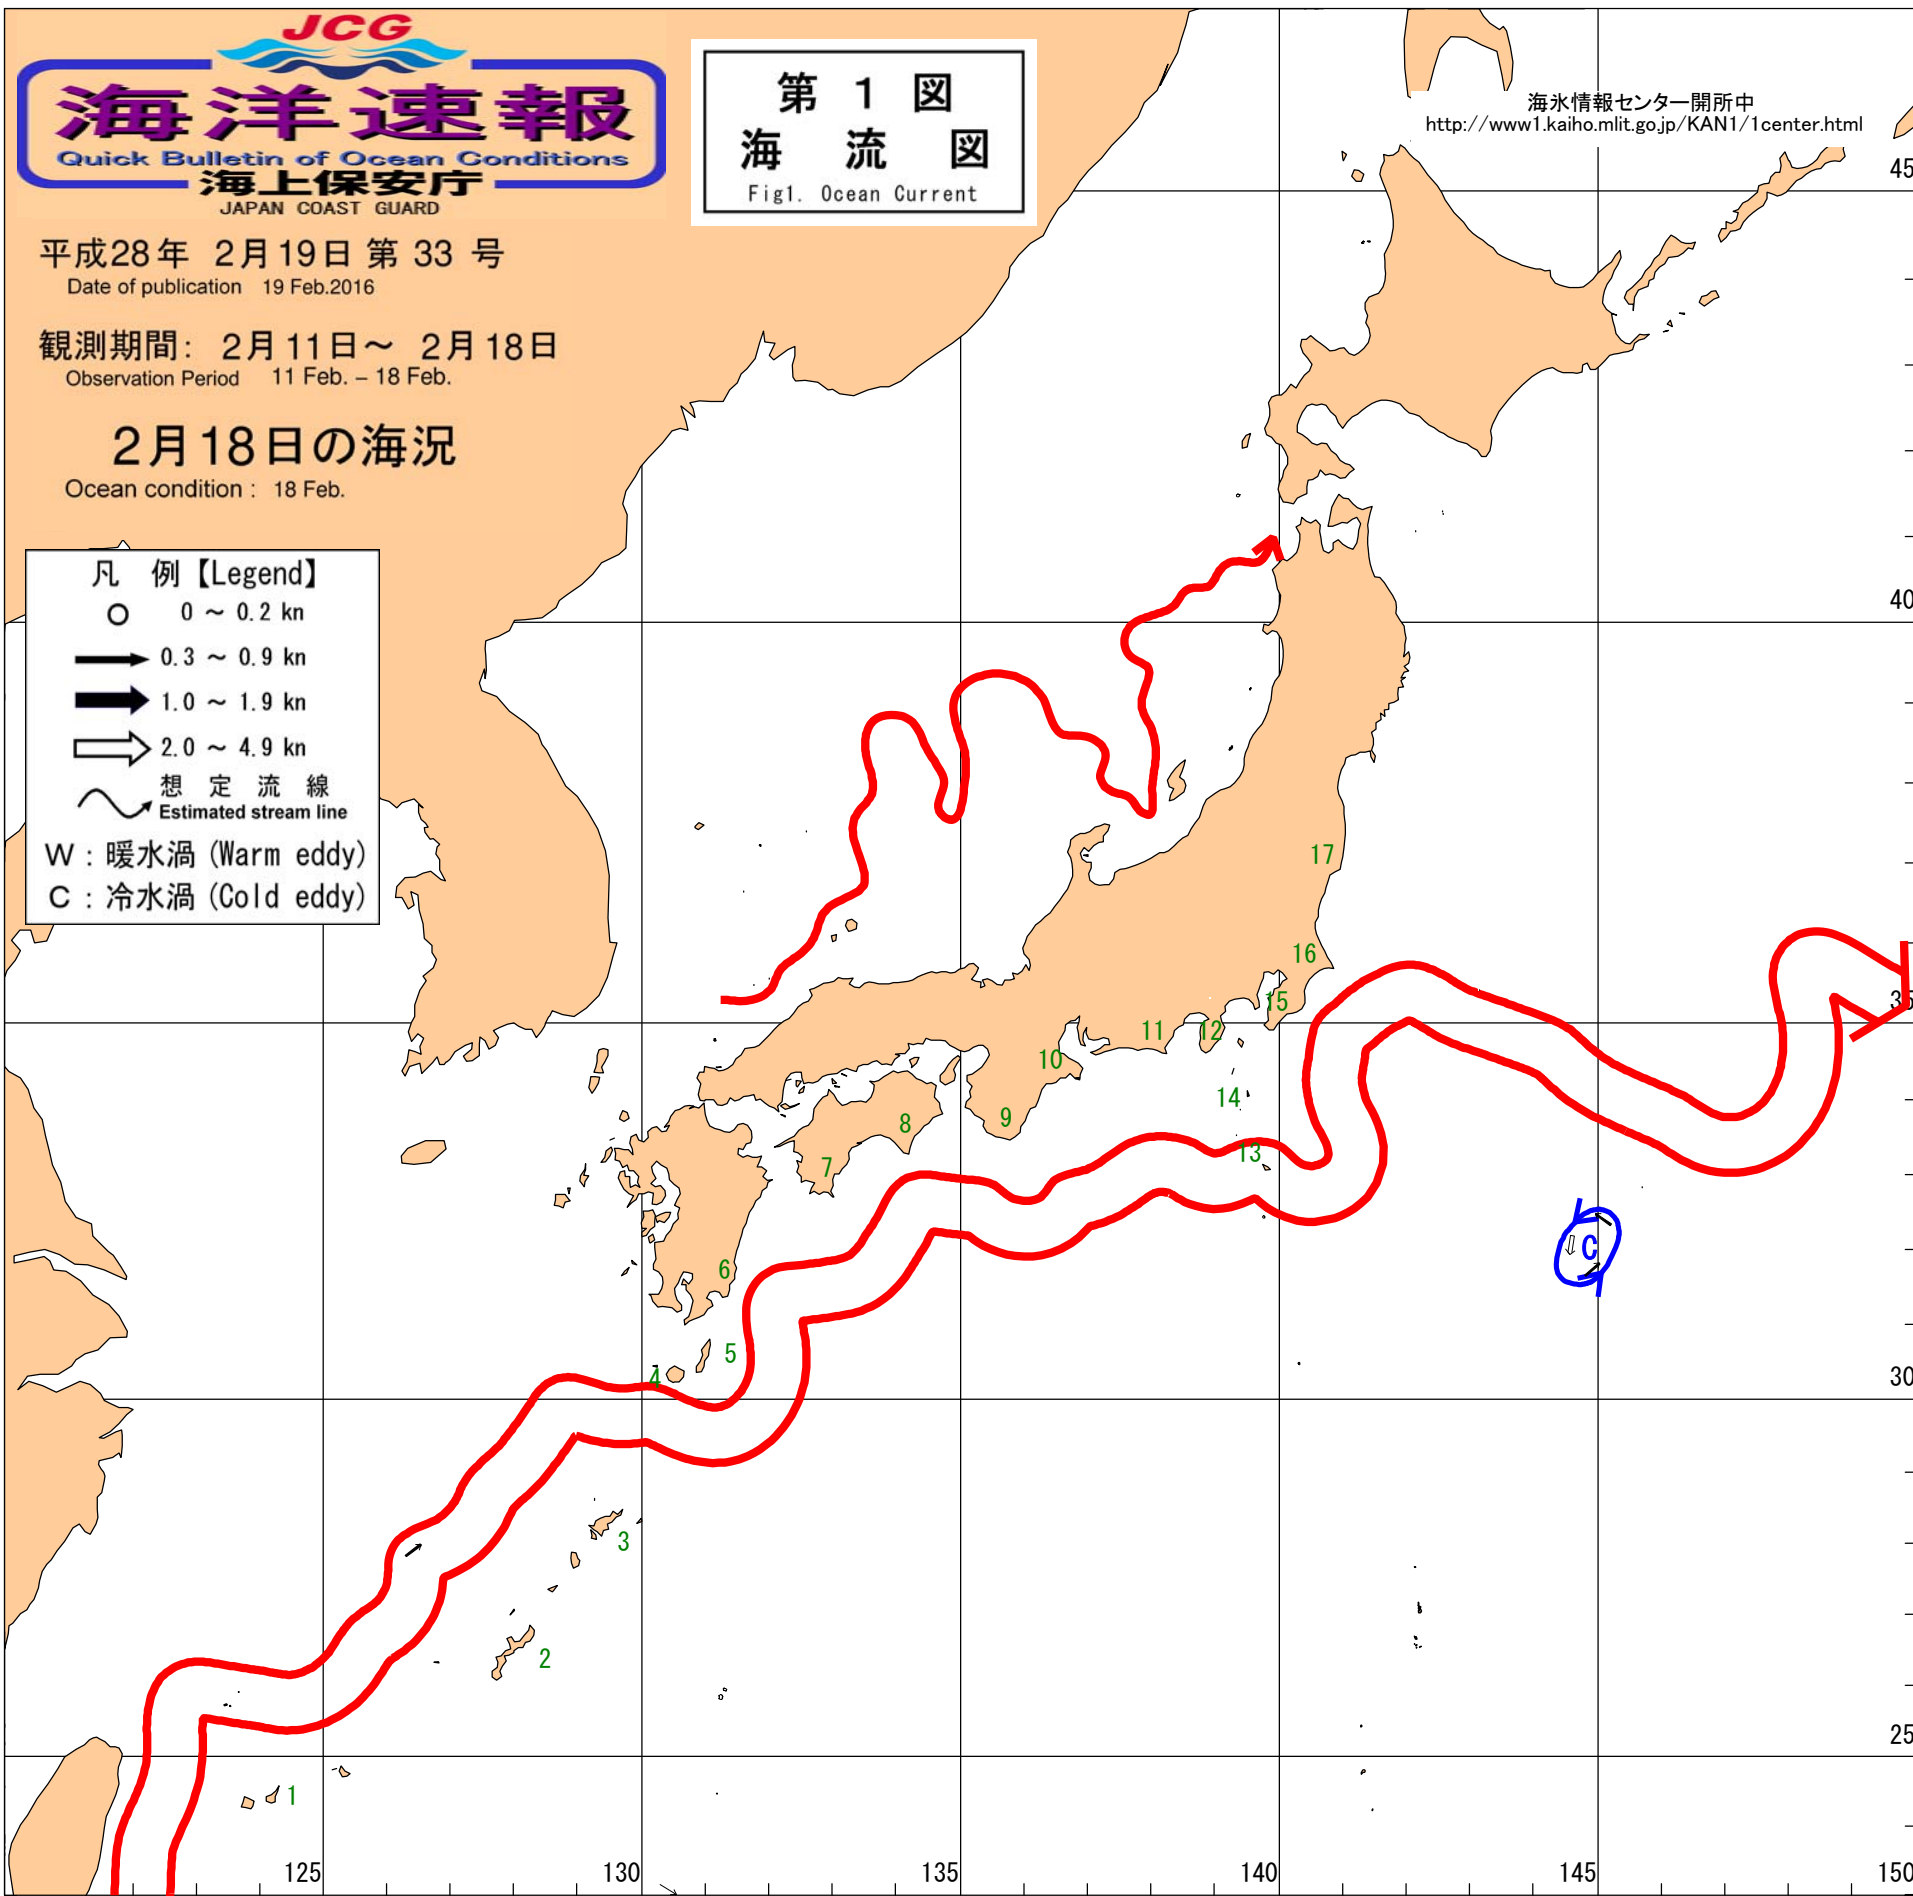 JCG
海洋速報
Quick Bulletin of Ocean Conditions
海上保安庁
JAPAN COAST GUARD
第 1 図
海 流 図
Fig1. Ocean Current
海氷情報センター開所中
http://www1.kaiho.mlit.go.jp/KAN1/1center.html
平成28年 2月19日 第 33 号
Date of publication 19 Feb.2016
観測期間: 2月11日～ 2月18日
Observation Period 11 Feb. – 18 Feb.
2月18日の海況
Ocean condition : 18 Feb.
凡 例【Legend】
0 ～ 0.2 kn
0.3 ～ 0.9 kn
1.0 ～ 1.9 kn
2.0 ～ 4.9 kn
想 定 流 線
Estimated stream line
W : 暖水渦 (Warm eddy)
C : 冷水渦 (Cold eddy)
45
40
17
16
35
15
12
11
10
14
9
8
13
7
C
6
5
4
30
3
2
25
1
125
130
135
140
145
150